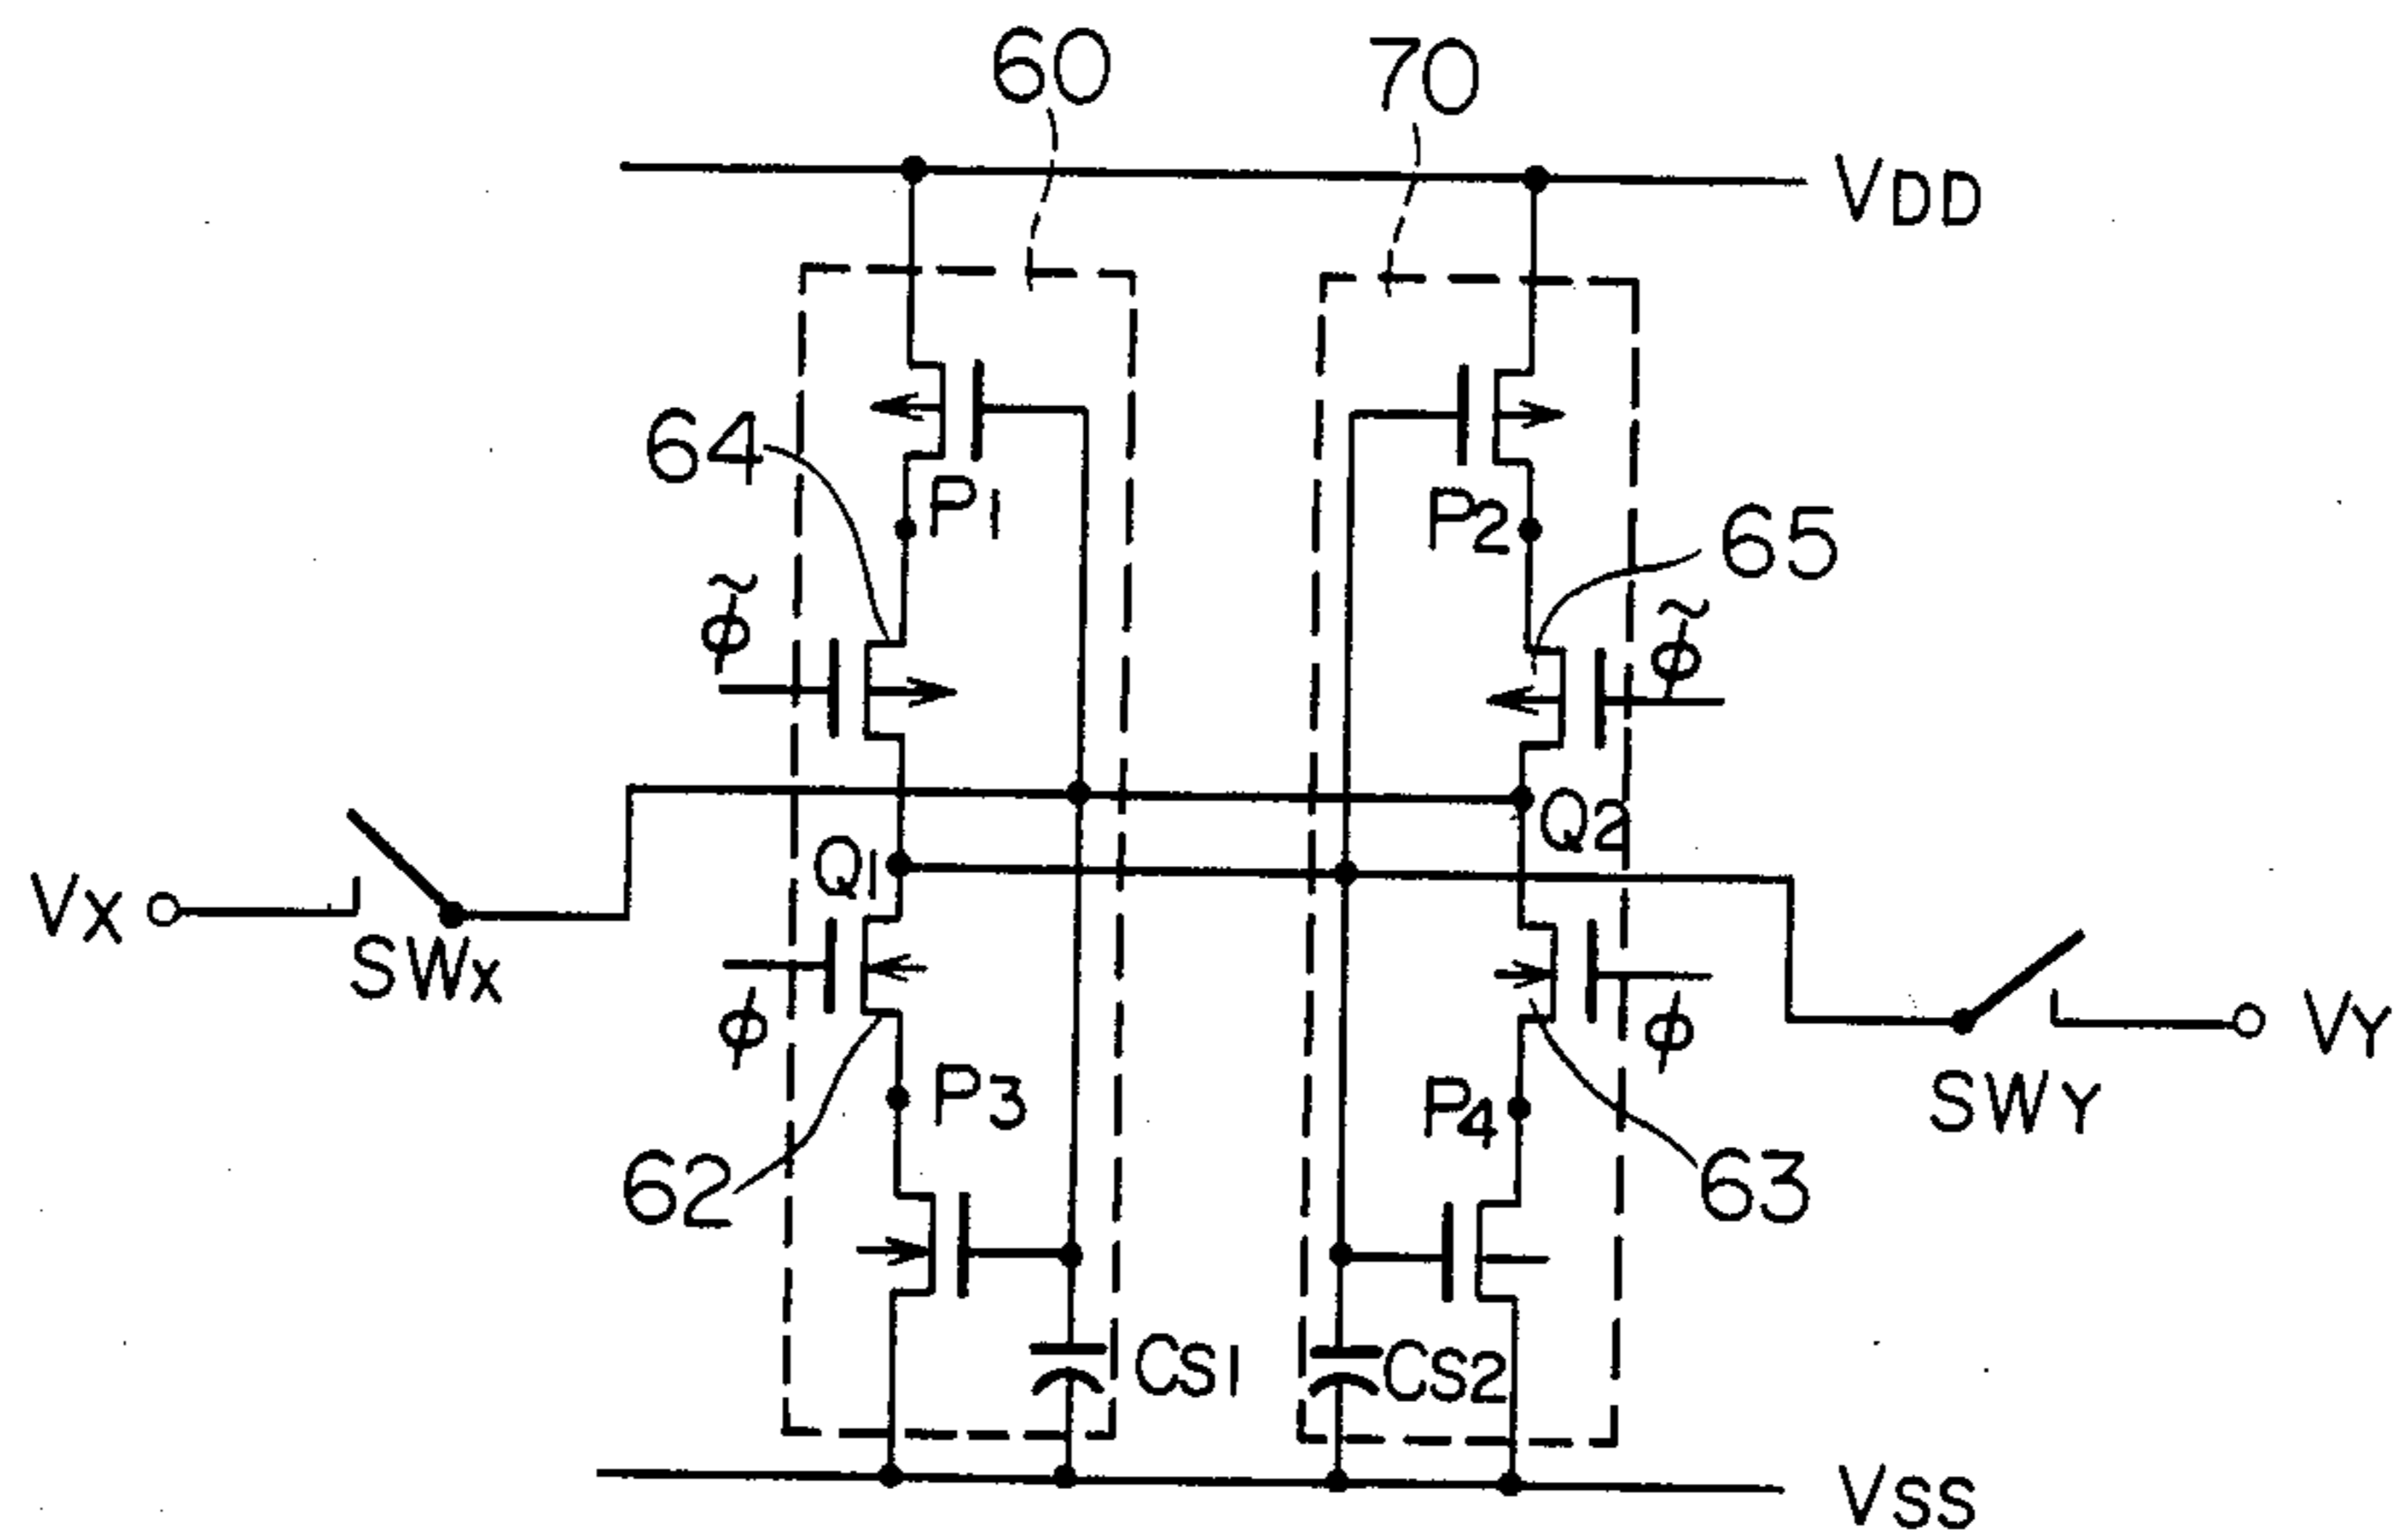 60
70
VDD
64
P1
P2
65
φ̃
φ̃
Q1
Q2
VX
SWX
φ
φ
VY
SWY
P3
P4
62
63
CS1
CS2
VSS